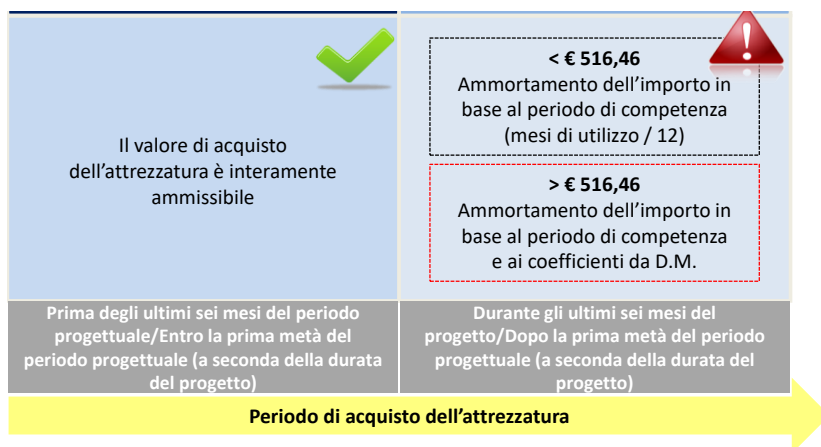 Il valore di acquisto
dell'attrezzatura è interamente
ammissibile
< € 516,46
Ammortamento dell'importo in
base al periodo di competenza
(mesi di utilizzo / 12)
> € 516,46
Ammortamento dell'importo in
base al periodo di competenza
e ai coefficienti da D.M.
Prima degli ultimi sei mesi del periodo
progettuale/Entro la prima metà del
periodo progettuale (a seconda della durata
del progetto)
Durante gli ultimi sei mesi del
progetto/Dopo la prima metà del periodo
progettuale (a seconda della durata del
progetto)
Periodo di acquisto dell'attrezzatura